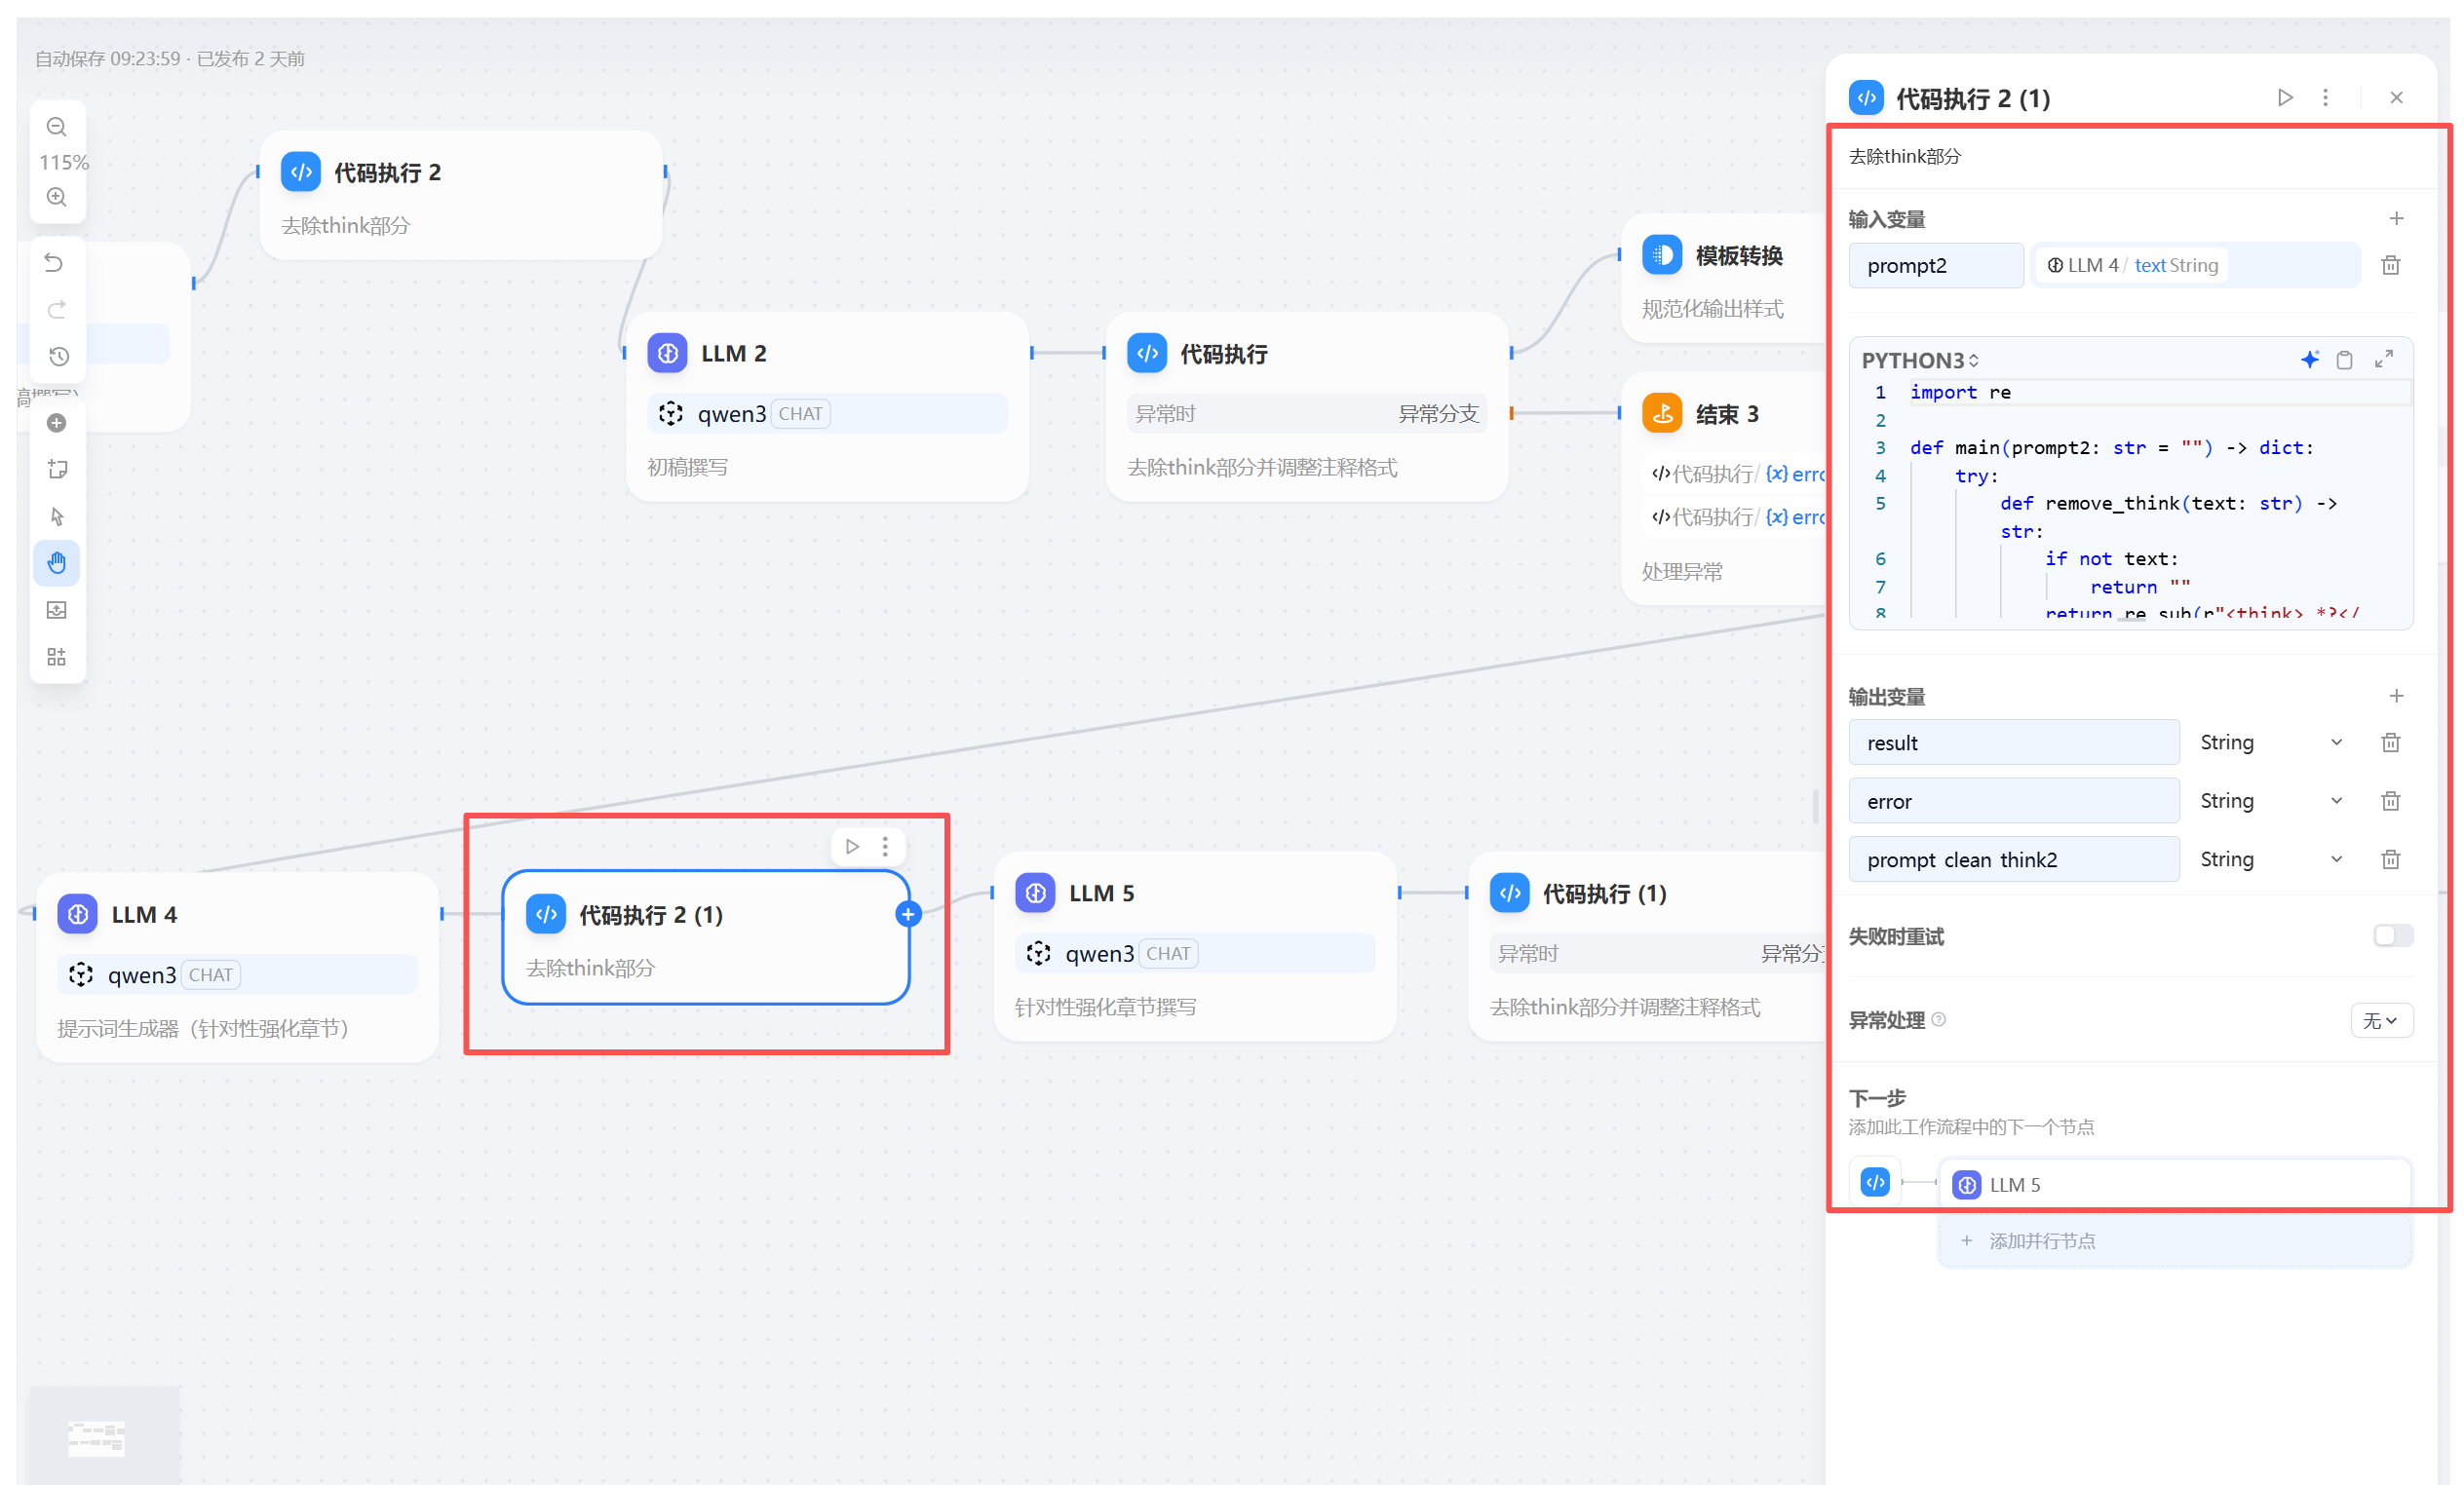 自动保存 09:23:59 · 已发布 2 天前
115%
代码执行 2
去除think部分
LLM 2
qwen3 CHAT
初稿撰写
代码执行
异常时 异常分支
去除think部分并调整注释格式
模板转换
规范化输出样式
结束 3
代码执行/ {x} erro
代码执行/ {x} erro
处理异常
LLM 4
qwen3 CHAT
提示词生成器（针对性强化章节）
代码执行 2 (1)
去除think部分
LLM 5
qwen3 CHAT
针对性强化章节撰写
代码执行 (1)
异常时 异常分
去除think部分并调整注释格式
代码执行 2 (1)
去除think部分
输入变量
prompt2 LLM 4 / text String
PYTHON3
1 import re
2
3 def main(prompt2: str = "") -> dict:
4 try:
5 def remove_think(text: str) ->
str:
6 if not text:
7 return ""
8 return re.sub(r"<think>.*?</
输出变量
result String
error String
prompt_clean_think2 String
失败时重试
异常处理 无
下一步
添加此工作流程中的下一个节点
LLM 5
+ 添加并行节点